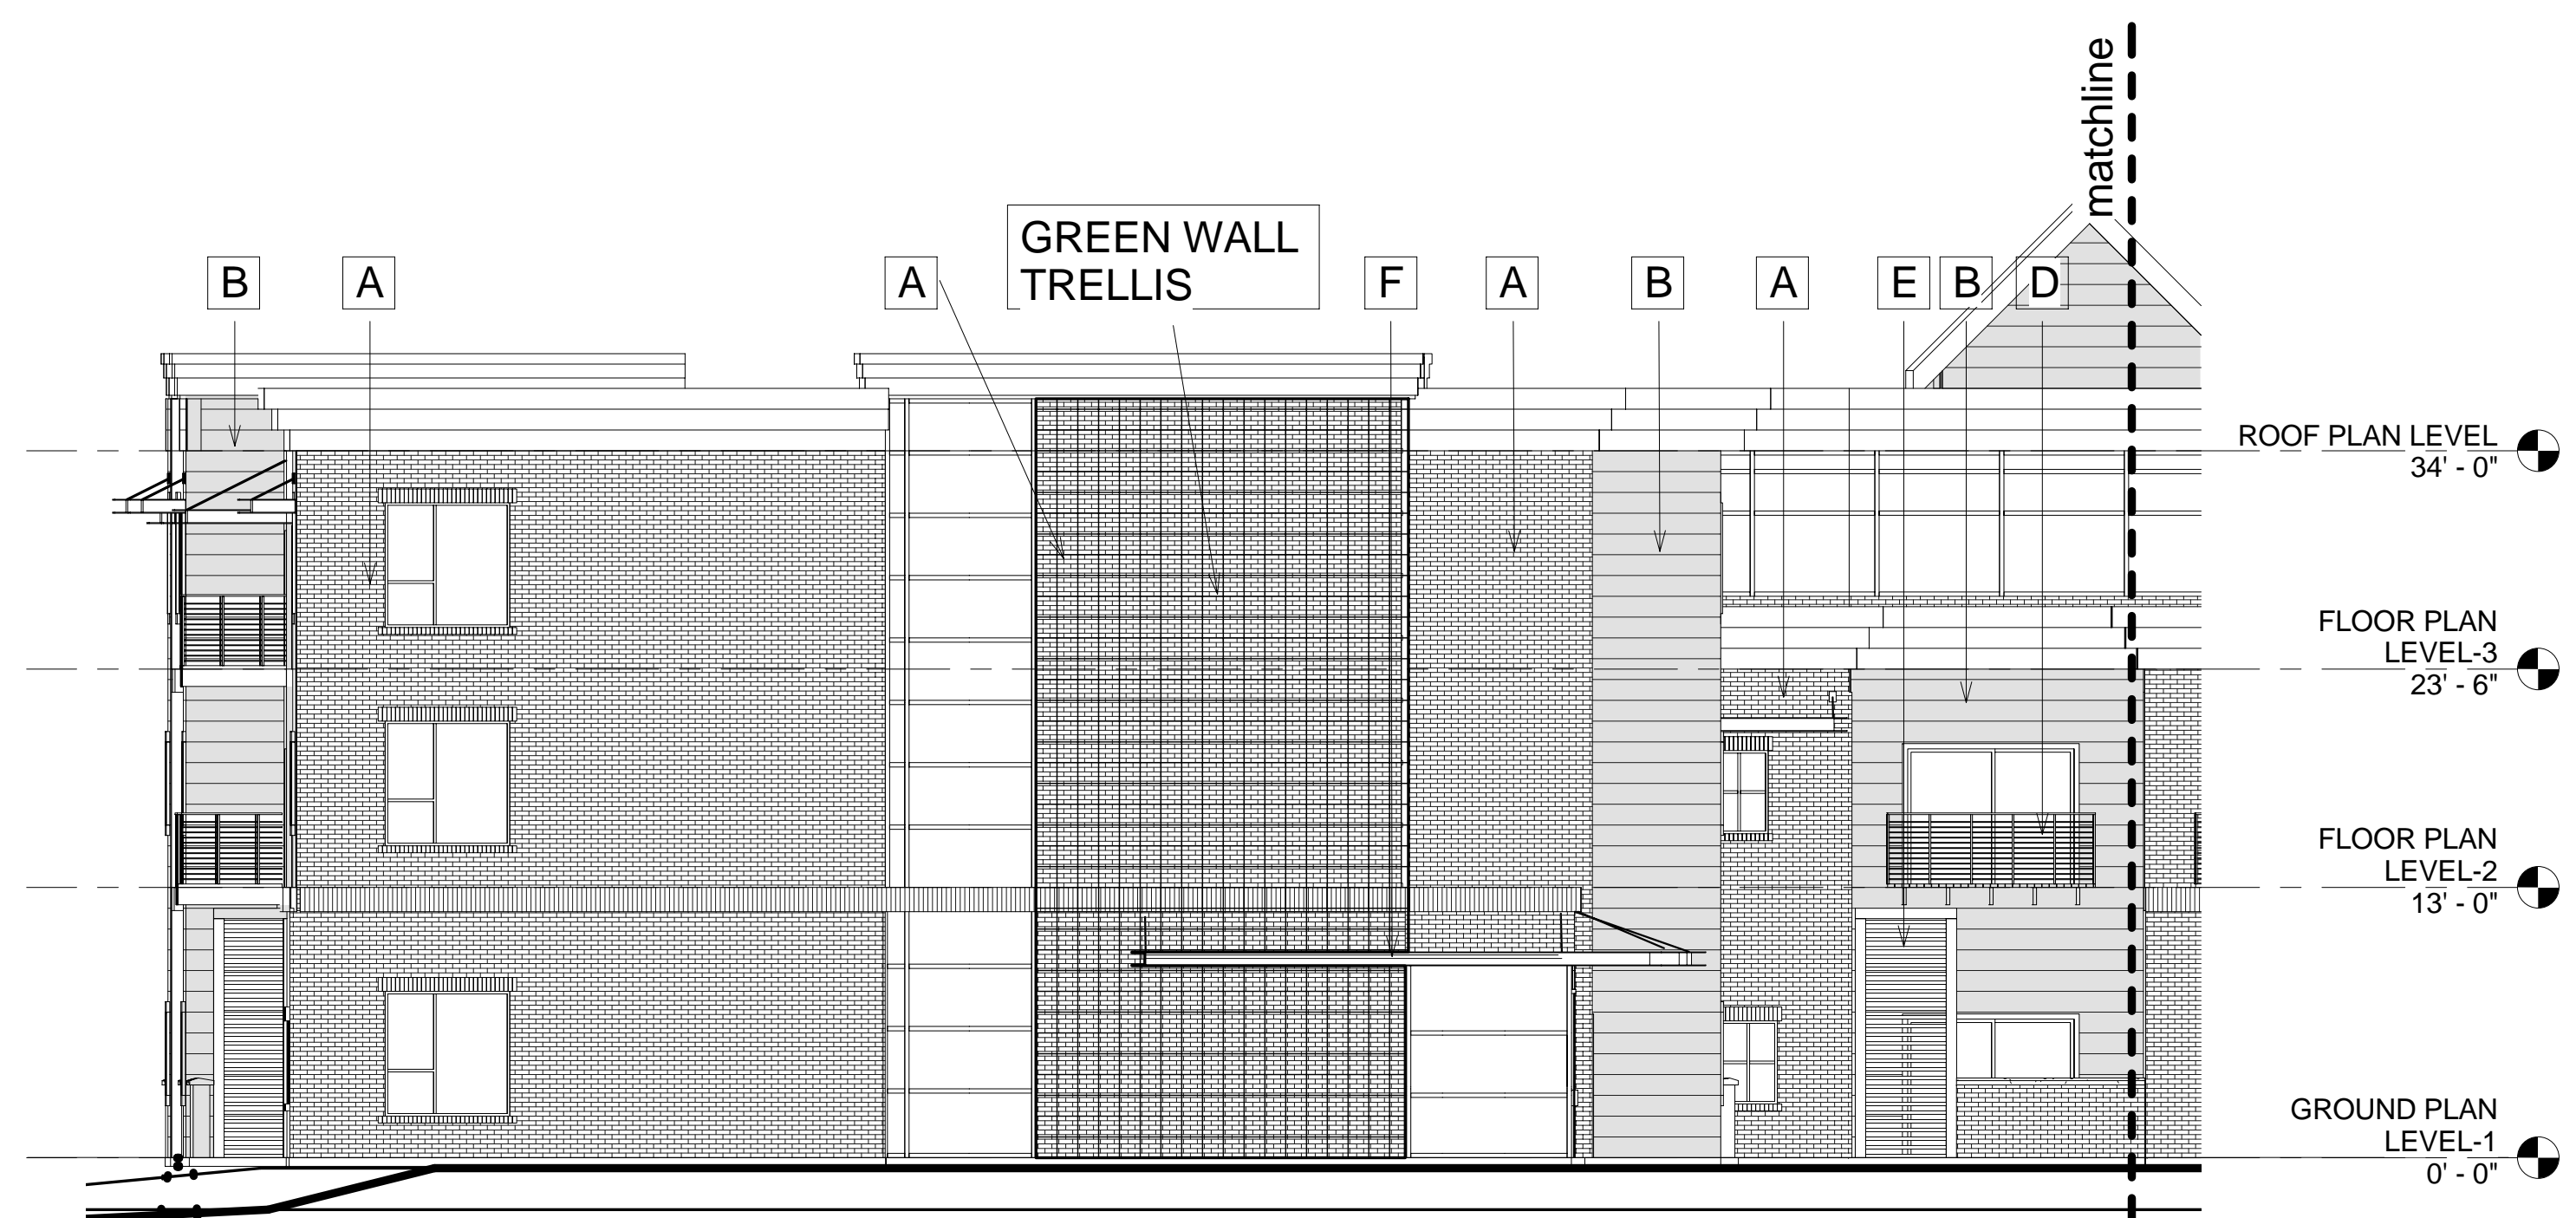 matchline
GREEN WALL
TRELLIS
B
A
A
F
A
B
A
E
B
D
ROOF PLAN LEVEL
34' - 0"
FLOOR PLAN
LEVEL-3
23' - 6"
FLOOR PLAN
LEVEL-2
13' - 0"
GROUND PLAN
LEVEL-1
0' - 0"